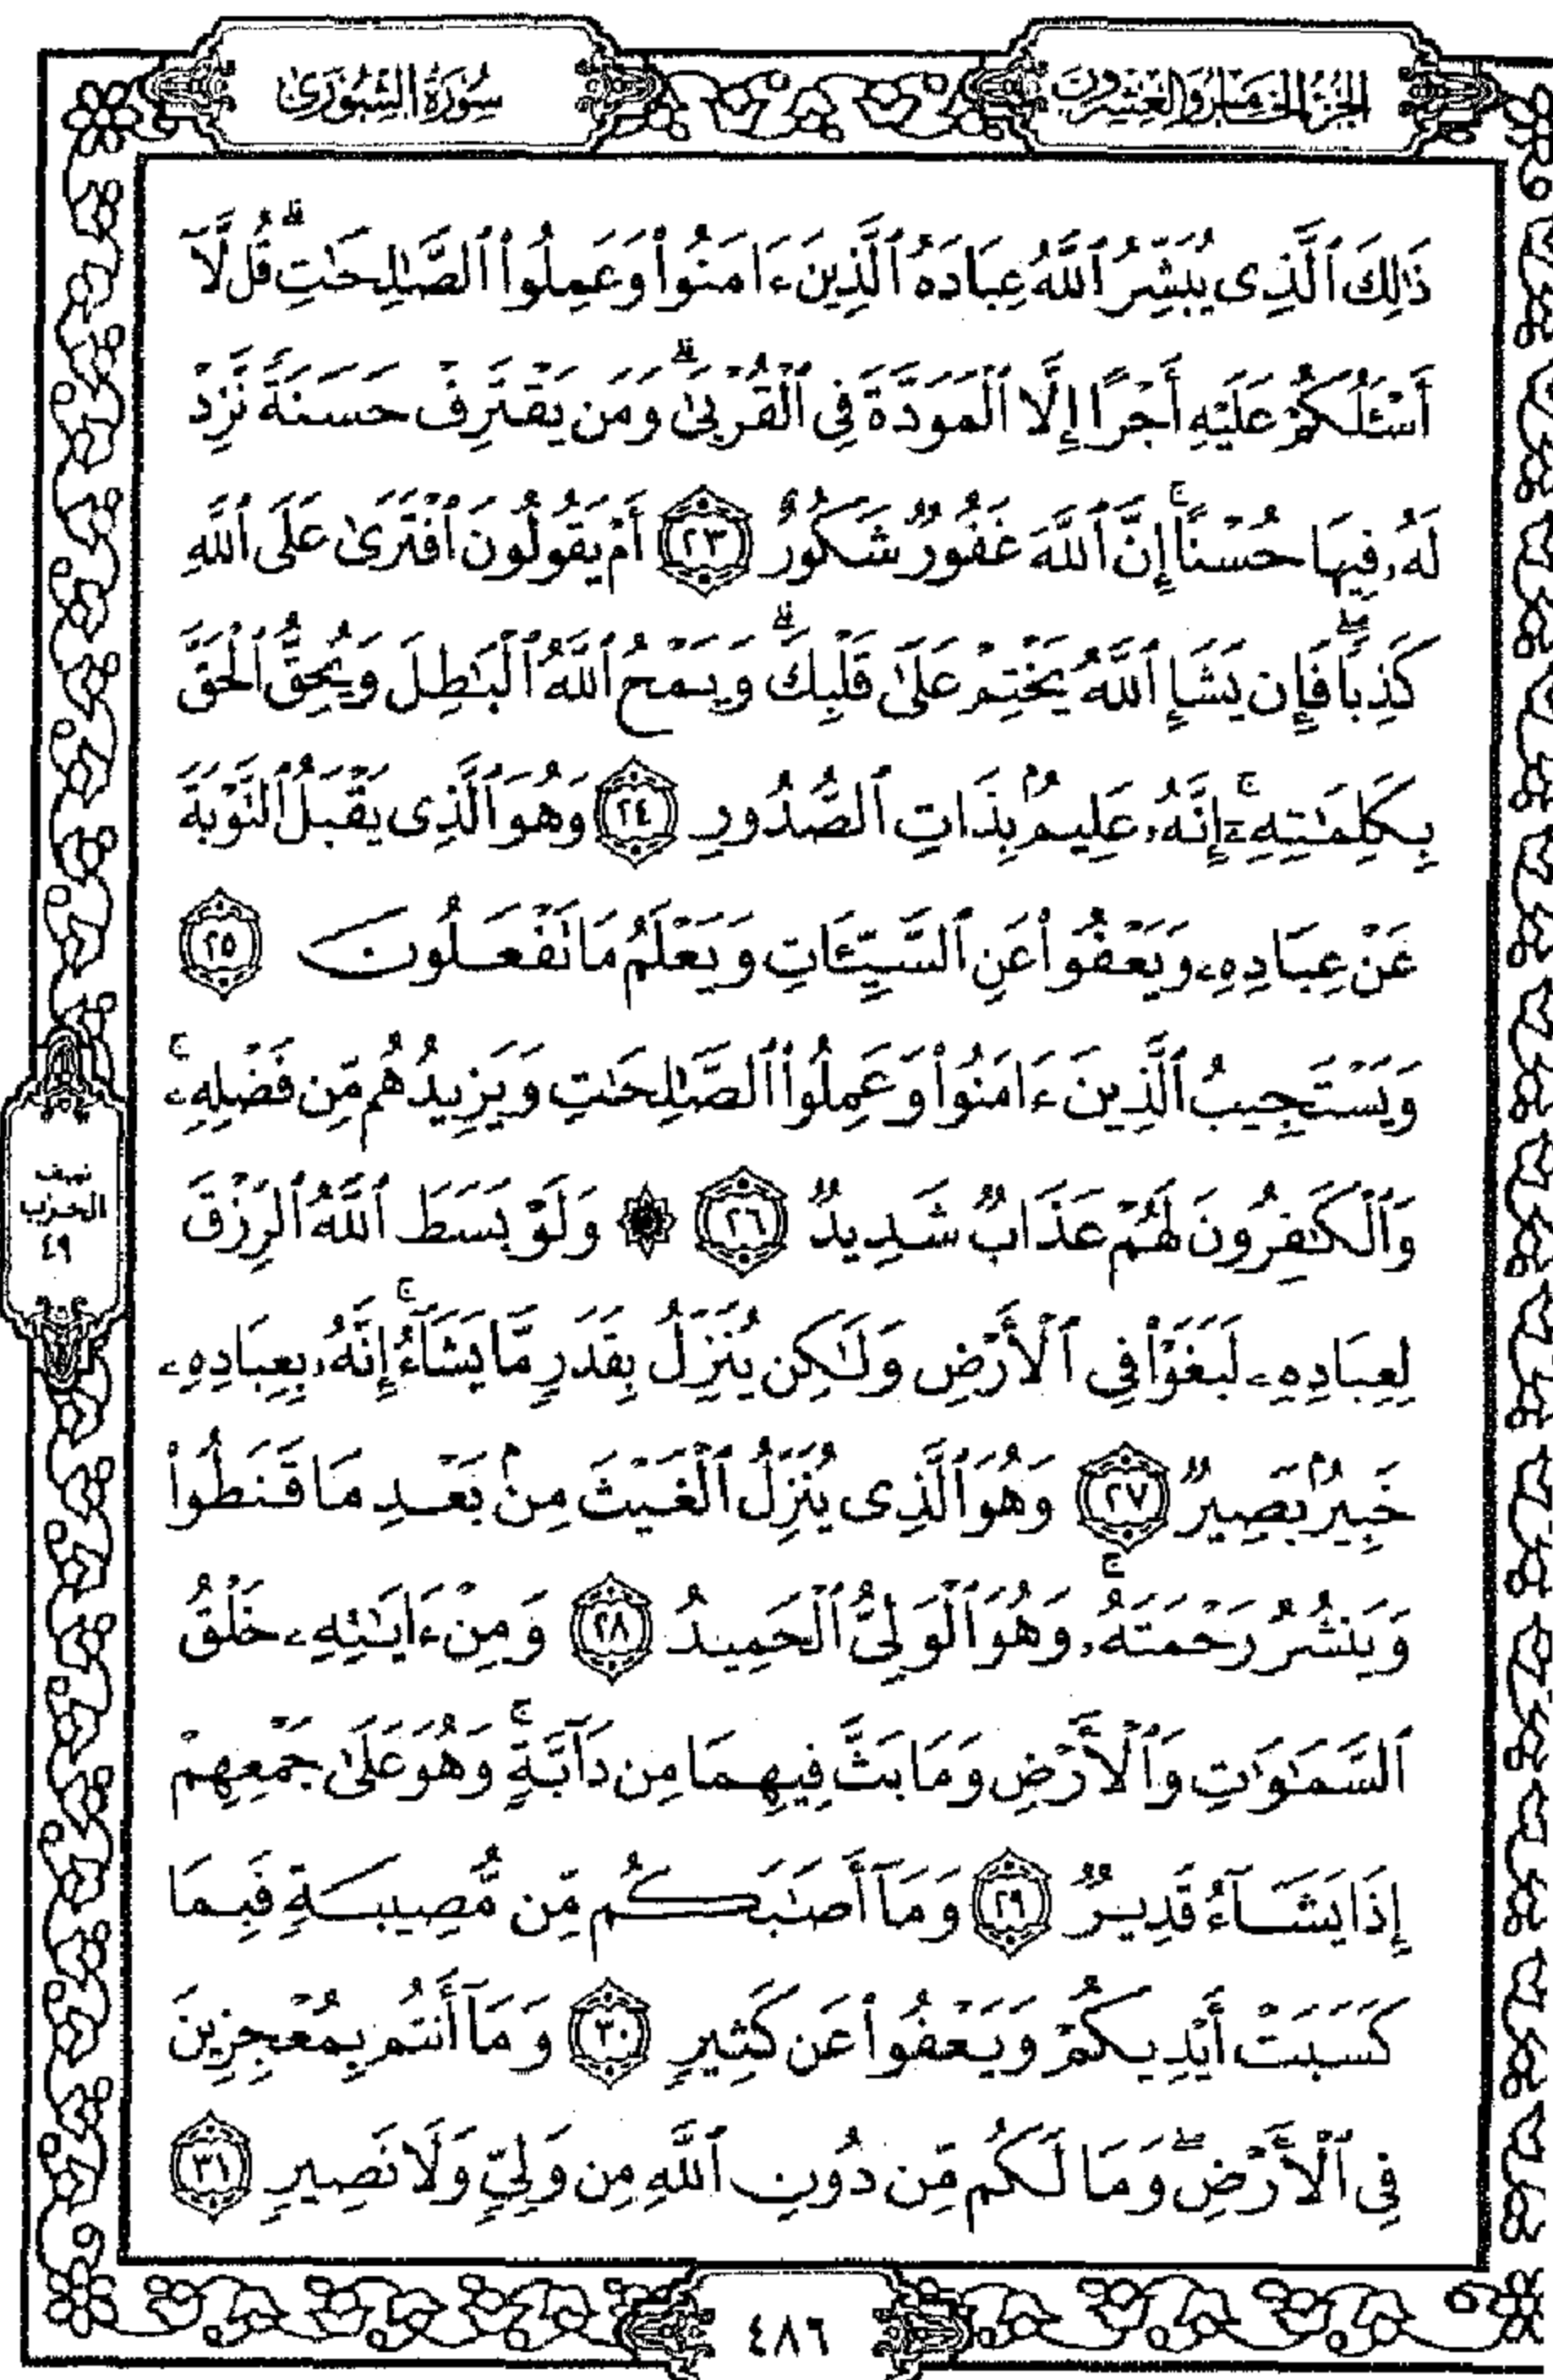 الجزء الخامس والعشرون
سورة الشورى
ذَٰلِكَ ٱلَّذِى يُبَشِّرُ ٱللَّهُ عِبَادَهُ ٱلَّذِينَ ءَامَنُوا۟ وَعَمِلُوا۟ ٱلصَّٰلِحَٰتِ ۗ قُل لَّآ
أَسْـَٔلُكُمْ عَلَيْهِ أَجْرًا إِلَّا ٱلْمَوَدَّةَ فِى ٱلْقُرْبَىٰ ۗ وَمَن يَقْتَرِفْ حَسَنَةً نَّزِدْ
لَهُۥ فِيهَا حُسْنًا ۚ إِنَّ ٱللَّهَ غَفُورٌ شَكُورٌ ٢٣ أَمْ يَقُولُونَ ٱفْتَرَىٰ عَلَى ٱللَّهِ
كَذِبًا ۖ فَإِن يَشَإِ ٱللَّهُ يَخْتِمْ عَلَىٰ قَلْبِكَ ۗ وَيَمْحُ ٱللَّهُ ٱلْبَٰطِلَ وَيُحِقُّ ٱلْحَقَّ
بِكَلِمَٰتِهِۦٓ ۚ إِنَّهُۥ عَلِيمٌۢ بِذَاتِ ٱلصُّدُورِ ٢٤ وَهُوَ ٱلَّذِى يَقْبَلُ ٱلتَّوْبَةَ
عَنْ عِبَادِهِۦ وَيَعْفُوا۟ عَنِ ٱلسَّيِّـَٔاتِ وَيَعْلَمُ مَا تَفْعَلُونَ ٢٥
وَيَسْتَجِيبُ ٱلَّذِينَ ءَامَنُوا۟ وَعَمِلُوا۟ ٱلصَّٰلِحَٰتِ وَيَزِيدُهُم مِّن فَضْلِهِۦ ۚ
وَٱلْكَٰفِرُونَ لَهُمْ عَذَابٌ شَدِيدٌ ٢٦ ۞ وَلَوْ بَسَطَ ٱللَّهُ ٱلرِّزْقَ
لِعِبَادِهِۦ لَبَغَوْا۟ فِى ٱلْأَرْضِ وَلَٰكِن يُنَزِّلُ بِقَدَرٍ مَّا يَشَآءُ ۚ إِنَّهُۥ بِعِبَادِهِۦ
خَبِيرٌۢ بَصِيرٌ ٢٧ وَهُوَ ٱلَّذِى يُنَزِّلُ ٱلْغَيْثَ مِنۢ بَعْدِ مَا قَنَطُوا۟
وَيَنشُرُ رَحْمَتَهُۥ ۚ وَهُوَ ٱلْوَلِىُّ ٱلْحَمِيدُ ٢٨ وَمِنْ ءَايَٰتِهِۦ خَلْقُ
ٱلسَّمَٰوَٰتِ وَٱلْأَرْضِ وَمَا بَثَّ فِيهِمَا مِن دَآبَّةٍ ۚ وَهُوَ عَلَىٰ جَمْعِهِمْ
إِذَا يَشَآءُ قَدِيرٌ ٢٩ وَمَآ أَصَٰبَكُم مِّن مُّصِيبَةٍ فَبِمَا
كَسَبَتْ أَيْدِيكُمْ وَيَعْفُوا۟ عَن كَثِيرٍ ٣٠ وَمَآ أَنتُم بِمُعْجِزِينَ
فِى ٱلْأَرْضِ ۖ وَمَا لَكُم مِّن دُونِ ٱللَّهِ مِن وَلِىٍّ وَلَا نَصِيرٍ ٣١
نصف
الحزب
٤٩
٤٨٦